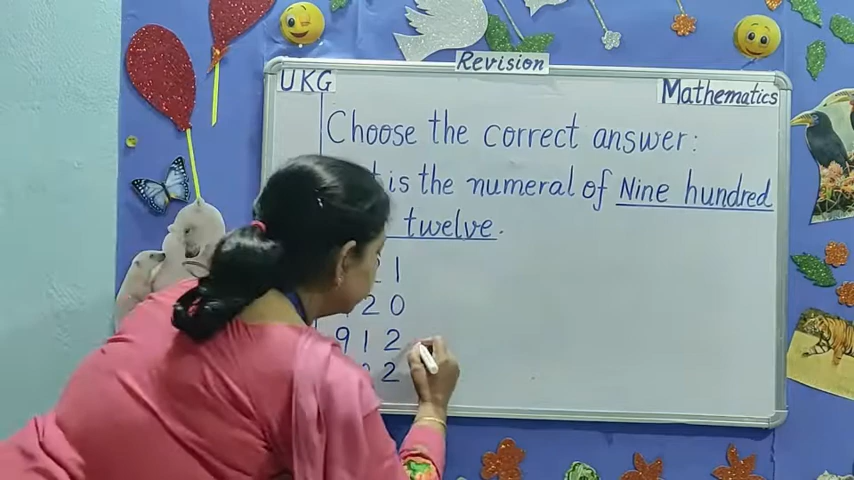 Revision
UKG
Mathematics
Choose the correct answer:
is the numeral of Nine hundred
twelve.
1
20
912
2